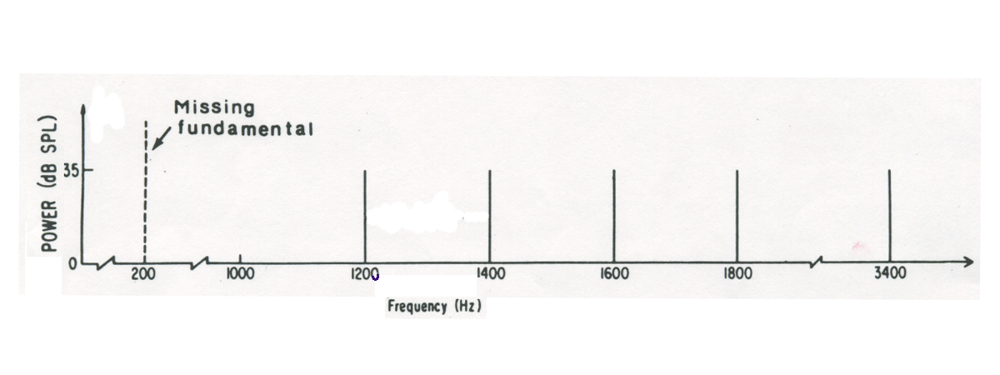 Missing
fundamental
POWER (dB SPL)
35
0
200
1000
1200
1400
1600
1800
3400
Frequency (Hz)